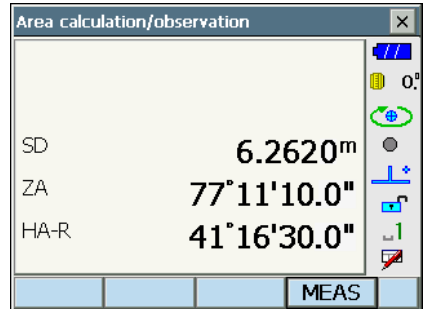 Area calculation/observation
0."
SD 6.2620m
ZA 77°11'10.0"
HA-R 41°16'30.0"
1
MEAS